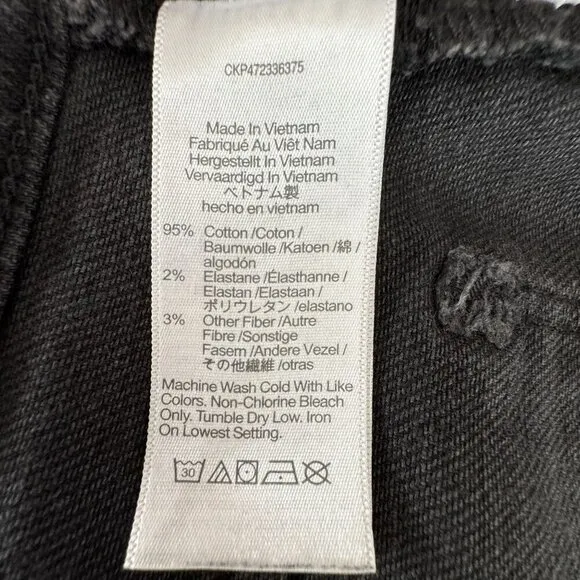 CKP472336375
Made In Vietnam
Fabriqué Au Viêt Nam
Hergestellt In Vietnam
Vervaardigd In Vietnam
ベトナム製
hecho en vietnam
95% Cotton /Coton /
Baumwolle /Katoen /綿 /
algodón
2% Elastane /Élasthanne /
Elastan /Elastaan /
ポリウレタン /elastano
3% Other Fiber /Autre
Fibre /Sonstige
Fasern /Andere Vezel /
その他繊維 /otras
Machine Wash Cold With Like
Colors. Non-Chlorine Bleach
Only. Tumble Dry Low. Iron
On Lowest Setting.
30